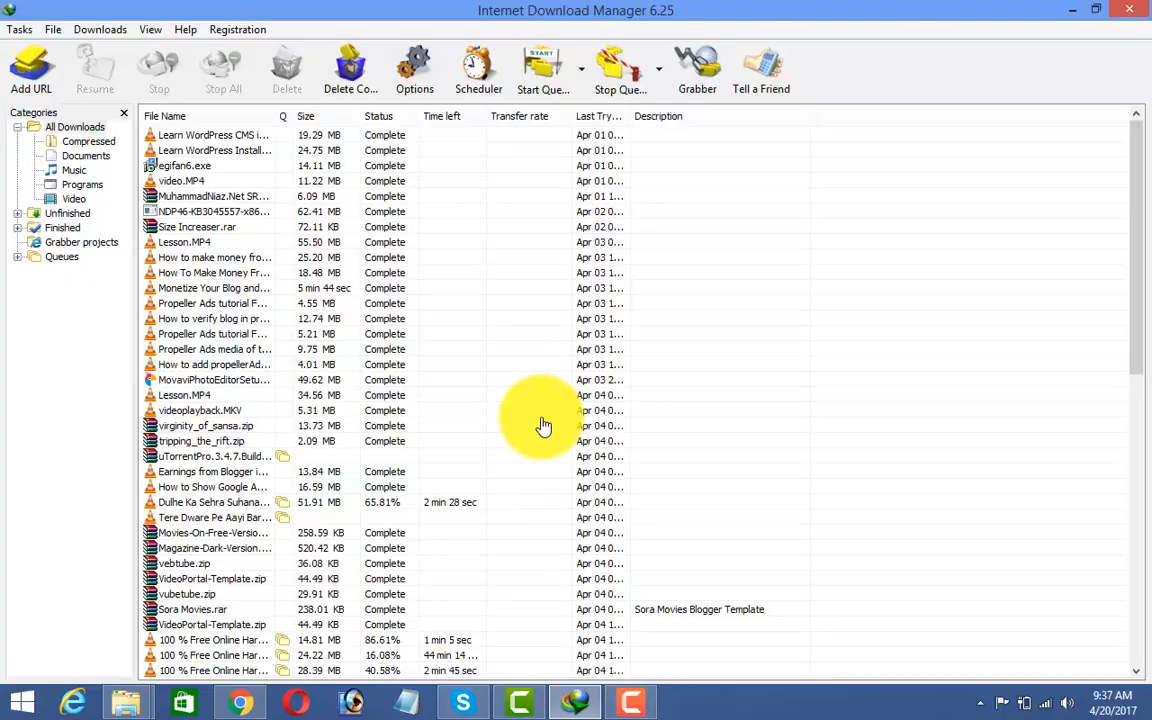 Internet Download Manager 6.25
Tasks File Downloads View Help Registration
Add URL Resume Stop Stop All Delete Delete Co... Options Scheduler Start Que... Stop Que... Grabber Tell a Friend
START
STOP
Categories
All Downloads
Compressed
Documents
Music
Programs
Video
Unfinished
Finished
Grabber projects
Queues
File Name Q Size Status Time left Transfer rate Last Try... Description
Learn WordPress CMS i... 19.29 MB Complete Apr 01 0...
Learn WordPress Install... 24.75 MB Complete Apr 01 0...
egifan6.exe 14.11 MB Complete Apr 01 0...
video.MP4 11.22 MB Complete Apr 01 0...
MuhammadNiaz.Net SR... 6.09 MB Complete Apr 01 1...
NDP46-KB3045557-x86... 62.41 MB Complete Apr 02 0...
Size Increaser.rar 72.11 KB Complete Apr 02 0...
Lesson.MP4 55.50 MB Complete Apr 03 0...
How to make money fro... 25.20 MB Complete Apr 03 1...
How To Make Money Fr... 18.48 MB Complete Apr 03 1...
Monetize Your Blog and... 5 min 44 sec Complete Apr 03 1...
Propeller Ads tutorial F... 4.55 MB Complete Apr 03 1...
How to verify blog in pr... 12.74 MB Complete Apr 03 1...
Propeller Ads tutorial F... 5.21 MB Complete Apr 03 1...
Propeller Ads media of t... 9.75 MB Complete Apr 03 1...
How to add propellerAd... 4.01 MB Complete Apr 03 1...
MovaviPhotoEditorSetu... 49.62 MB Complete Apr 03 2...
Lesson.MP4 34.56 MB Complete Apr 04 0...
videoplayback.MKV 5.31 MB Complete Apr 04 0...
virginity_of_sansa.zip 13.73 MB Complete Apr 04 0...
tripping_the_rift.zip 2.09 MB Complete Apr 04 0...
uTorrentPro.3.4.7.Build... Apr 04 0...
Earnings from Blogger i... 13.84 MB Complete Apr 04 0...
How to Show Google A... 16.59 MB Complete Apr 04 0...
Dulhe Ka Sehra Suhana... 51.91 MB 65.81% 2 min 28 sec Apr 04 0...
Tere Dware Pe Aayi Bar... Apr 04 0...
Movies-On-Free-Versio... 258.59 KB Complete Apr 04 0...
Magazine-Dark-Version.... 520.42 KB Complete Apr 04 0...
vebtube.zip 36.08 KB Complete Apr 04 0...
VideoPortal-Template.zip 44.49 KB Complete Apr 04 0...
vubetube.zip 29.91 KB Complete Apr 04 0...
Sora Movies.rar 238.01 KB Complete Apr 04 0... Sora Movies Blogger Template
VideoPortal-Template.zip 44.49 KB Complete Apr 04 1...
100 % Free Online Har... 14.81 MB 86.61% 1 min 5 sec Apr 04 1...
100 % Free Online Har... 24.22 MB 16.08% 44 min 14 ... Apr 04 1...
100 % Free Online Har... 28.39 MB 40.58% 2 min 45 sec Apr 04 1...
9:37 AM
4/20/2017